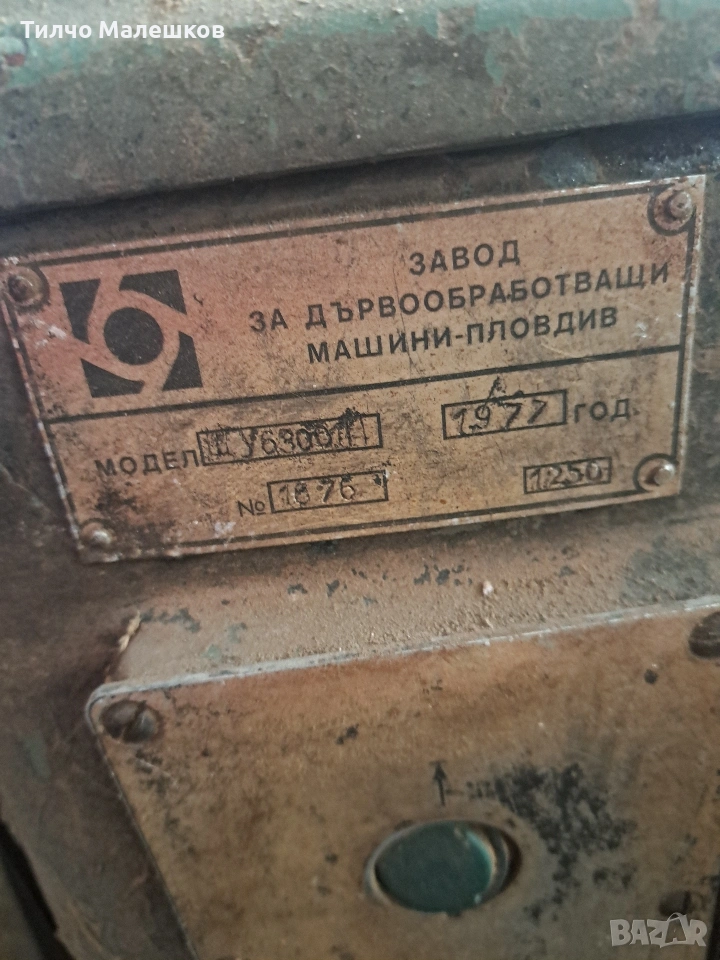 Тилчо Малешков
ЗАВОД
ЗА ДЪРВООБРАБОТВАЩИ
МАШИНИ-ПЛОВДИВ
МОДЕЛ
1977 ГОД.
№ 1676 1250
BAZAR